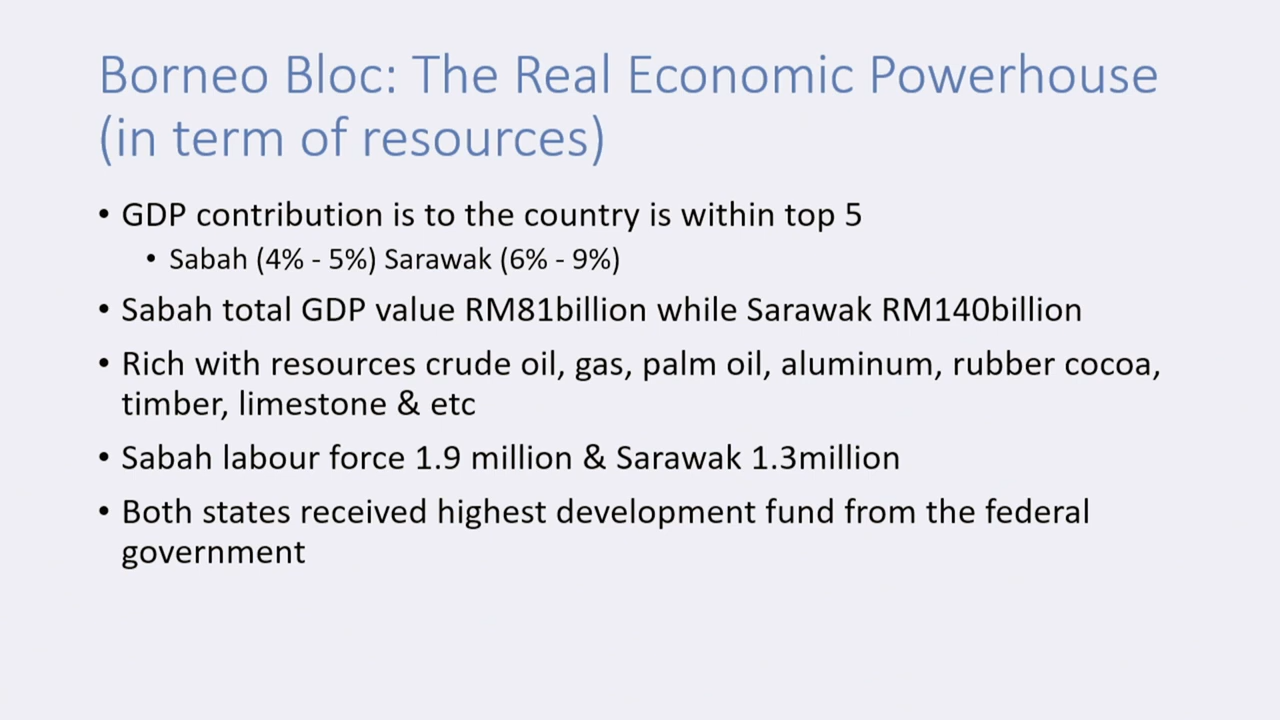 Borneo Bloc: The Real Economic Powerhouse
(in term of resources)
• GDP contribution is to the country is within top 5
• Sabah (4% - 5%) Sarawak (6% - 9%)
• Sabah total GDP value RM81billion while Sarawak RM140billion
• Rich with resources crude oil, gas, palm oil, aluminum, rubber cocoa,
timber, limestone & etc
• Sabah labour force 1.9 million & Sarawak 1.3million
• Both states received highest development fund from the federal
government